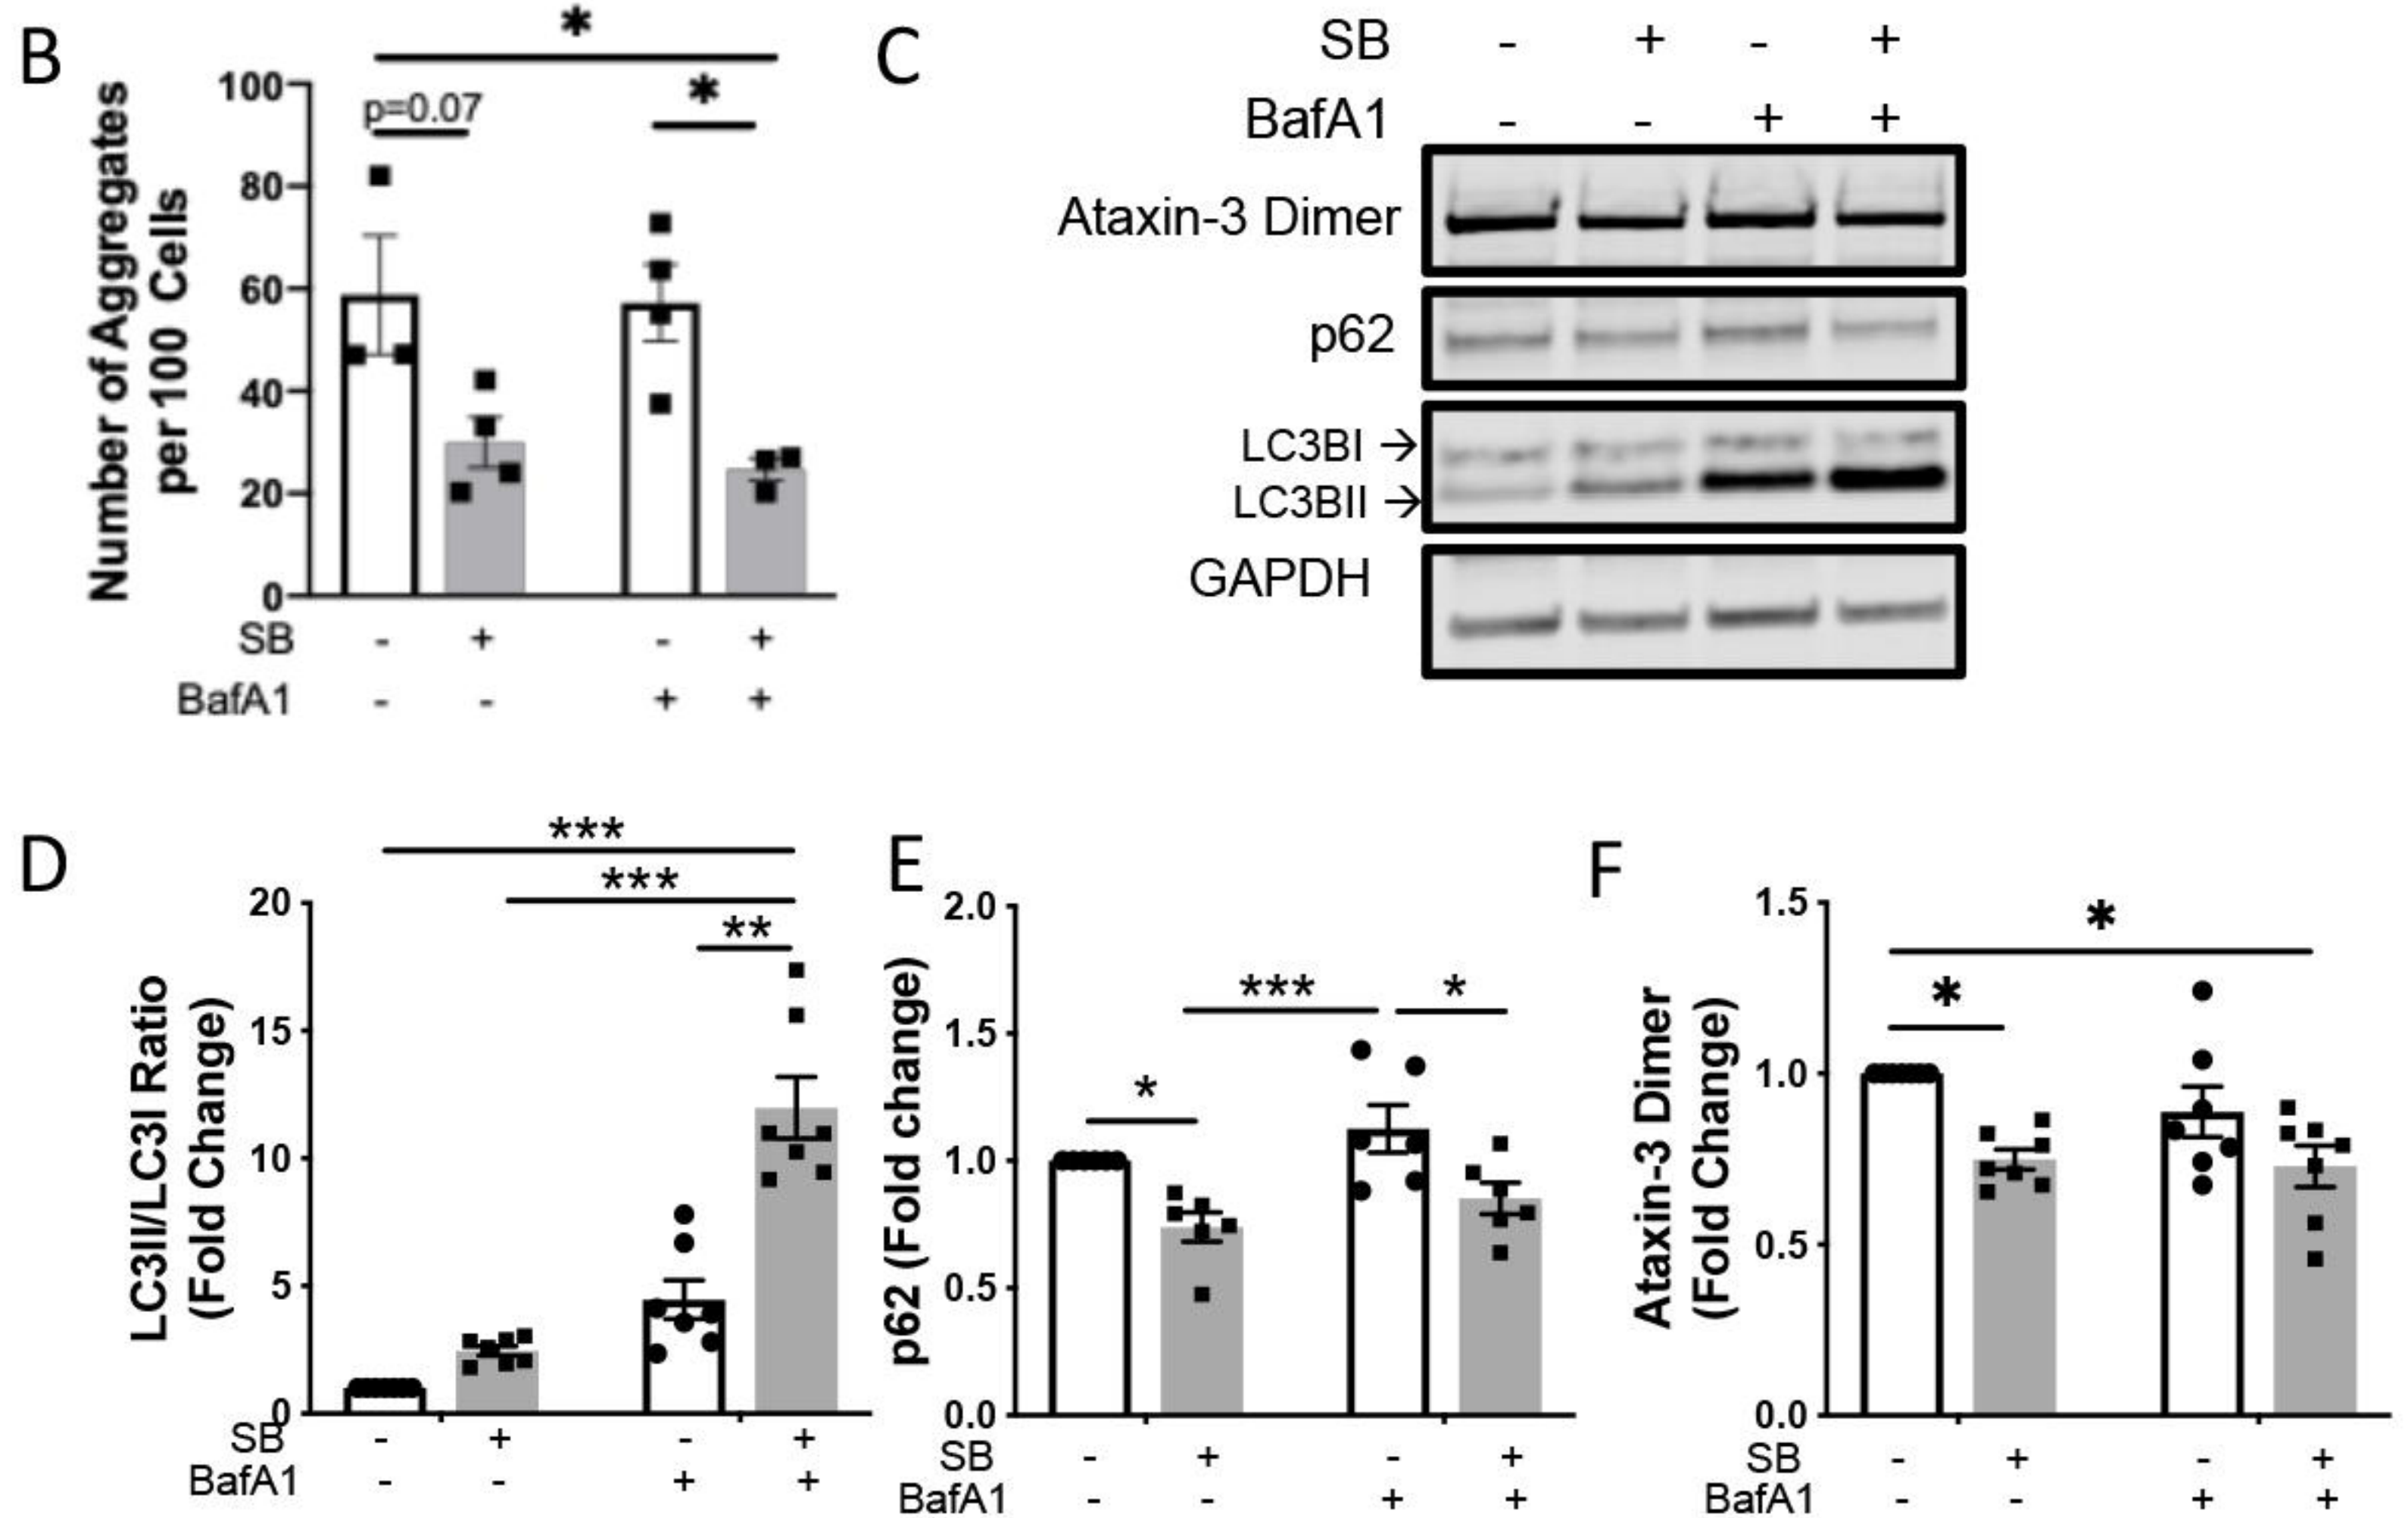 B
*
p=0.07
*
Number of Aggregates
per 100 Cells
100
80
60
40
20
0
SB - + - +
BafA1 - - + +
C
SB - + - +
BafA1 - - + +
Ataxin-3 Dimer
p62
LC3BI →
LC3BII →
GAPDH
D
***
***
**
LC3II/LC3I Ratio
(Fold Change)
20
15
10
5
0
SB - + - +
BafA1 - - + +
E
***
*
*
p62 (Fold change)
2.0
1.5
1.0
0.5
0.0
SB - + - +
BafA1 - - + +
F
*
*
Ataxin-3 Dimer
(Fold Change)
1.5
1.0
0.5
0.0
SB - + - +
BafA1 - - + +